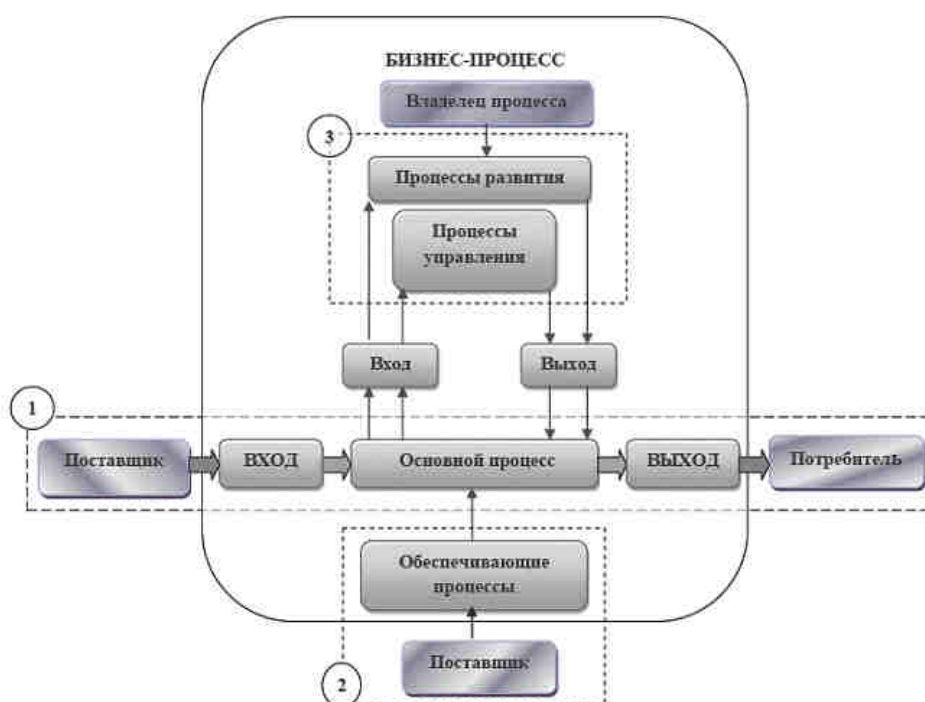 БИЗНЕС-ПРОЦЕСС
Владелец процесса
3
Процессы развития
Процессы
управления
Вход
Выход
1
Поставщик
ВХОД
Основной процесс
ВЫХОД
Потребитель
Обеспечивающие
процессы
Поставщик
2